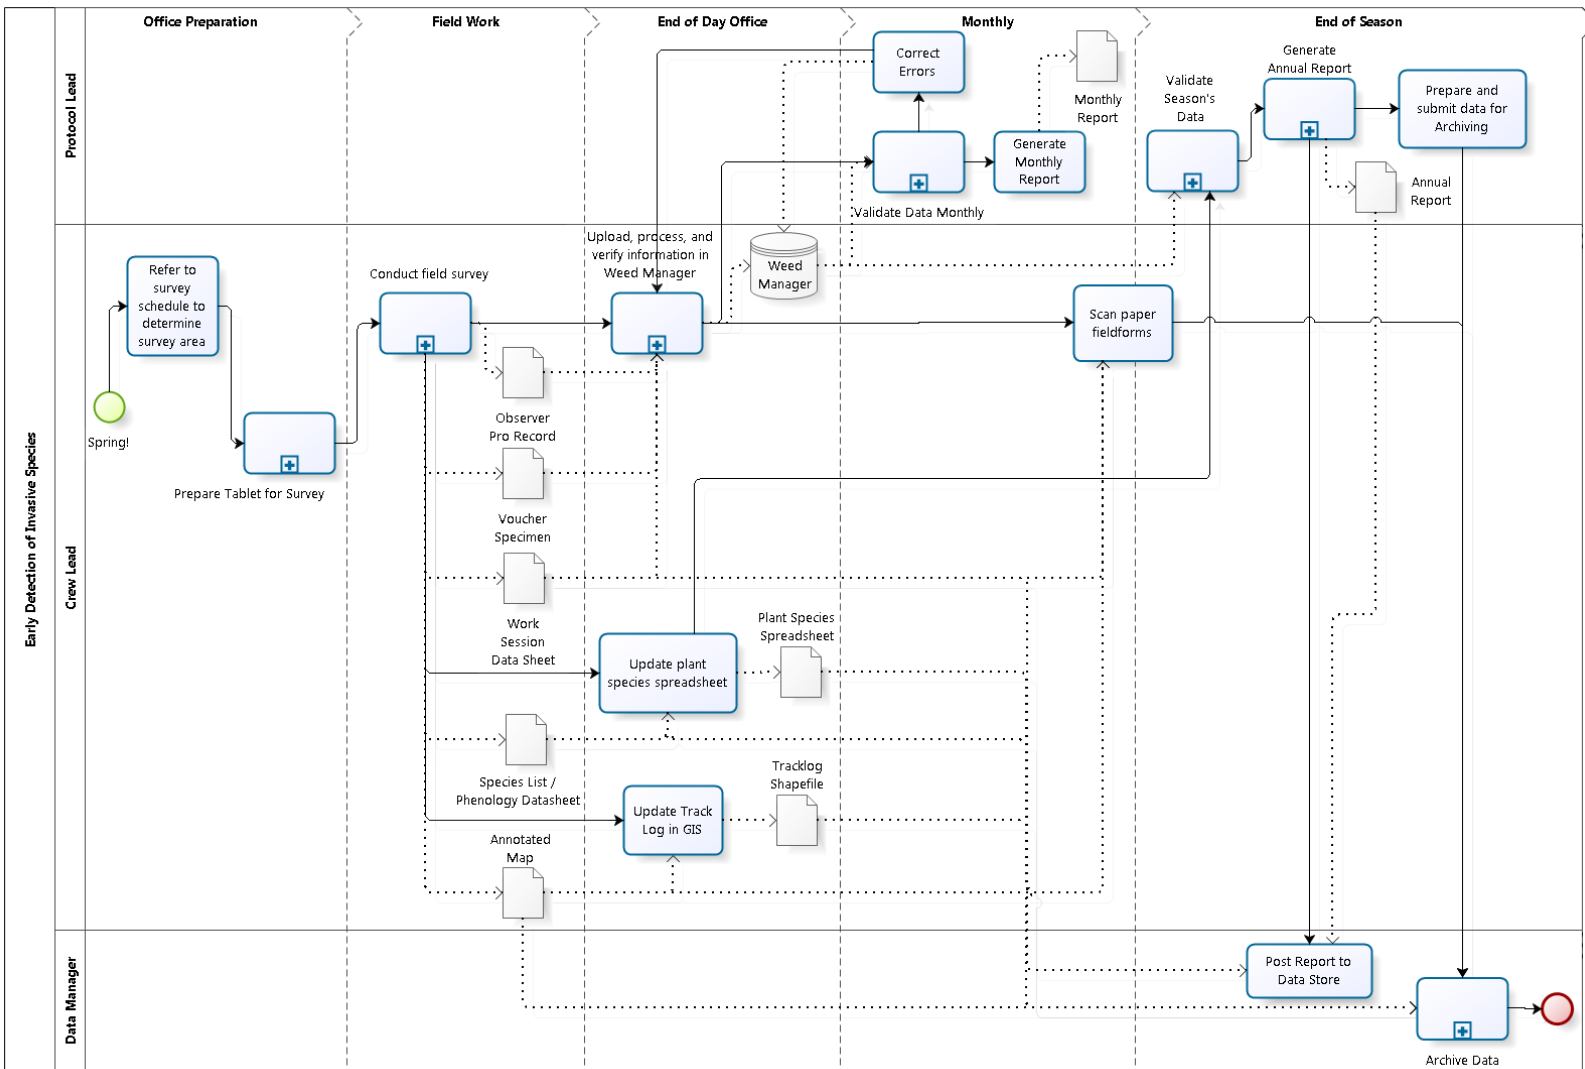 Office Preparation
Field Work
End of Day Office
Monthly
End of Season
Early Detection of Invasive Species
Protocol Lead
Correct
Errors
Monthly
Report
Generate
Monthly
Report
Validate Data Monthly
Validate
Season's
Data
Generate
Annual Report
Prepare and
submit data for
Archiving
Annual
Report
Crew Lead
Spring!
Refer to
survey
schedule to
determine
survey area
Prepare Tablet for Survey
Conduct field survey
Upload, process, and
verify information in
Weed Manager
Weed
Manager
Scan paper
fieldforms
Observer
Pro Record
Voucher
Specimen
Work
Session
Data Sheet
Update plant
species spreadsheet
Plant Species
Spreadsheet
Species List /
Phenology Datasheet
Update Track
Log in GIS
Tracklog
Shapefile
Annotated
Map
Data Manager
Post Report to
Data Store
Archive Data